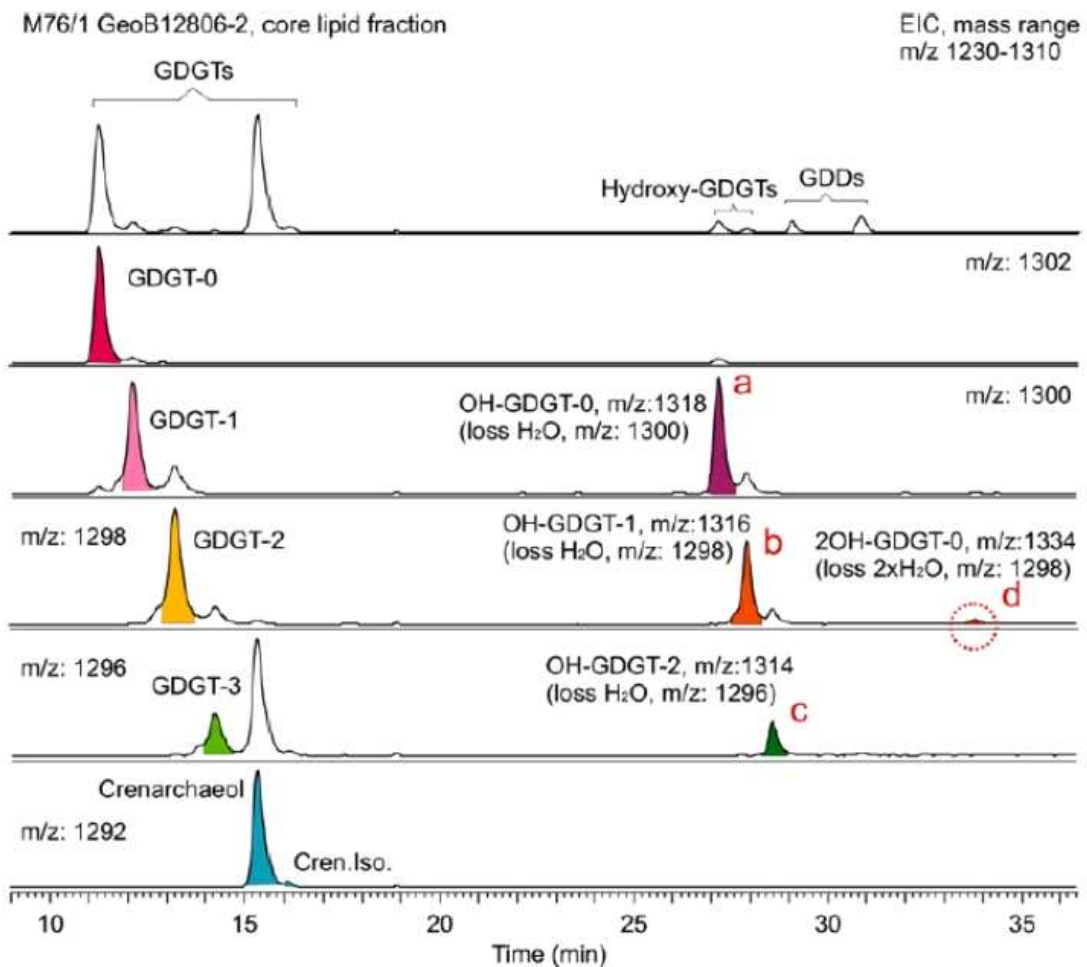 M76/1 GeoB12806-2, core lipid fraction
EIC, mass range
m/z 1230-1310
GDGTs
Hydroxy-GDGTs
GDDs
m/z: 1302
GDGT-0
a
m/z: 1300
OH-GDGT-0, m/z:1318
(loss H₂O, m/z: 1300)
GDGT-1
m/z: 1298
GDGT-2
OH-GDGT-1, m/z:1316
(loss H₂O, m/z: 1298)
b
2OH-GDGT-0, m/z:1334
(loss 2xH₂O, m/z: 1298)
d
m/z: 1296
GDGT-3
OH-GDGT-2, m/z:1314
(loss H₂O, m/z: 1296)
c
Crenarchaeol
m/z: 1292
Cren.Iso.
10 15 20 25 30 35
Time (min)